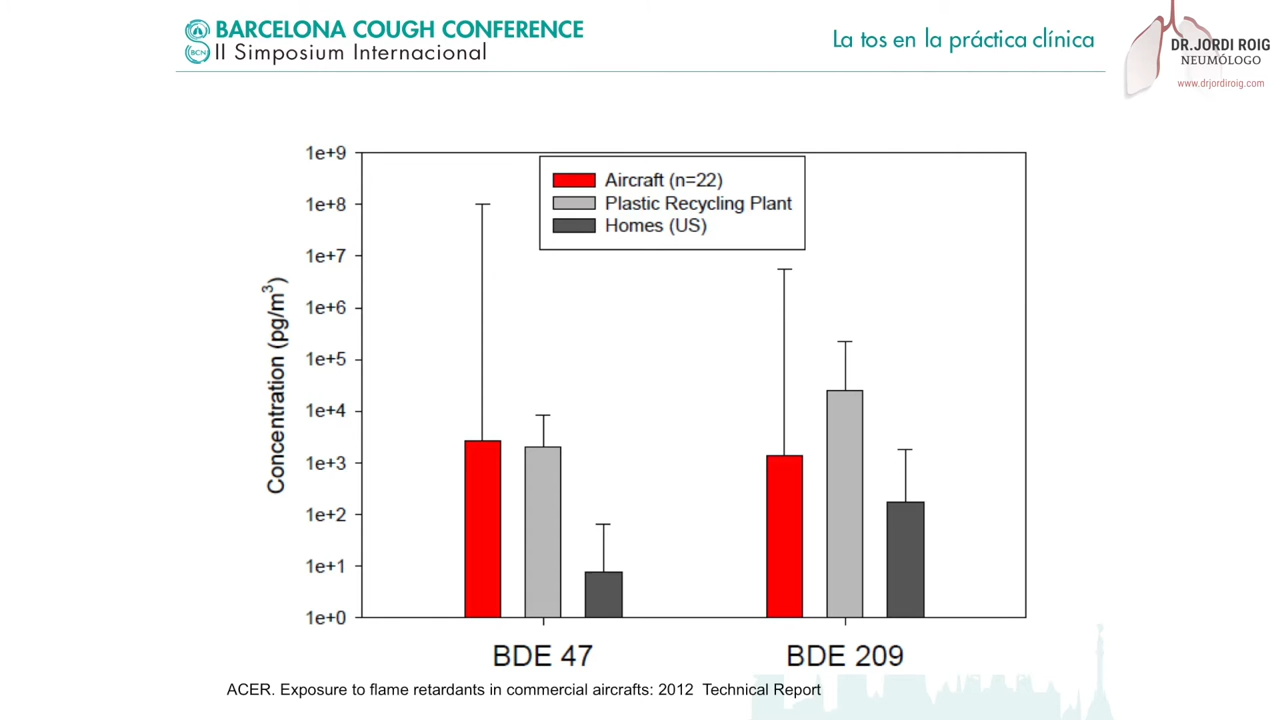 BARCELONA COUGH CONFERENCE
BCN
II Simposium Internacional
La tos en la práctica clínica
DR.JORDI ROIG
NEUMÓLOGO
www.drjordiroig.com
Concentration (pg/m³)
1e+9
1e+8
1e+7
1e+6
1e+5
1e+4
1e+3
1e+2
1e+1
1e+0
Aircraft (n=22)
Plastic Recycling Plant
Homes (US)
BDE 47
BDE 209
ACER. Exposure to flame retardants in commercial aircrafts: 2012 Technical Report